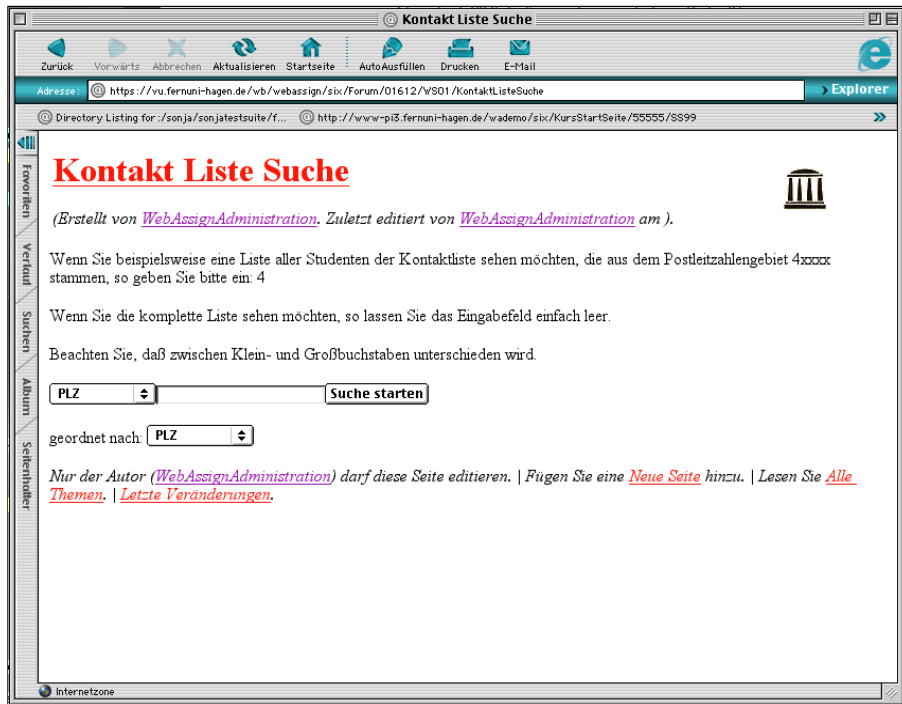 Kontakt Liste Suche
Zurück Vorwärts Abbrechen Aktualisieren Startseite AutoAusfüllen Drucken E-Mail
Adresse: https://vu.fernuni-hagen.de/wb/webassign/six/Forum/01612/WS01/KontaktListeSuche Explorer
Directory Listing for :/sonja/sonjatestsuite/f... http://www-pi3.fernuni-hagen.de/wademo/six/KursStartSeite/55555/SS99 »
Favoriten
Verlauf
Suchen
Album
Seitenhalter
Kontakt Liste Suche
(Erstellt von WebAssignAdministration. Zuletzt editiert von WebAssignAdministration am ).
Wenn Sie beispielsweise eine Liste aller Studenten der Kontaktliste sehen möchten, die aus dem Postleitzahlengebiet 4xxxx
stammen, so geben Sie bitte ein: 4
Wenn Sie die komplette Liste sehen möchten, so lassen Sie das Eingabefeld einfach leer.
Beachten Sie, daß zwischen Klein- und Großbuchstaben unterschieden wird.
PLZ Suche starten
geordnet nach: PLZ
Nur der Autor (WebAssignAdministration) darf diese Seite editieren. | Fügen Sie eine Neue Seite hinzu. | Lesen Sie Alle
Themen. | Letzte Veränderungen.
Internetzone